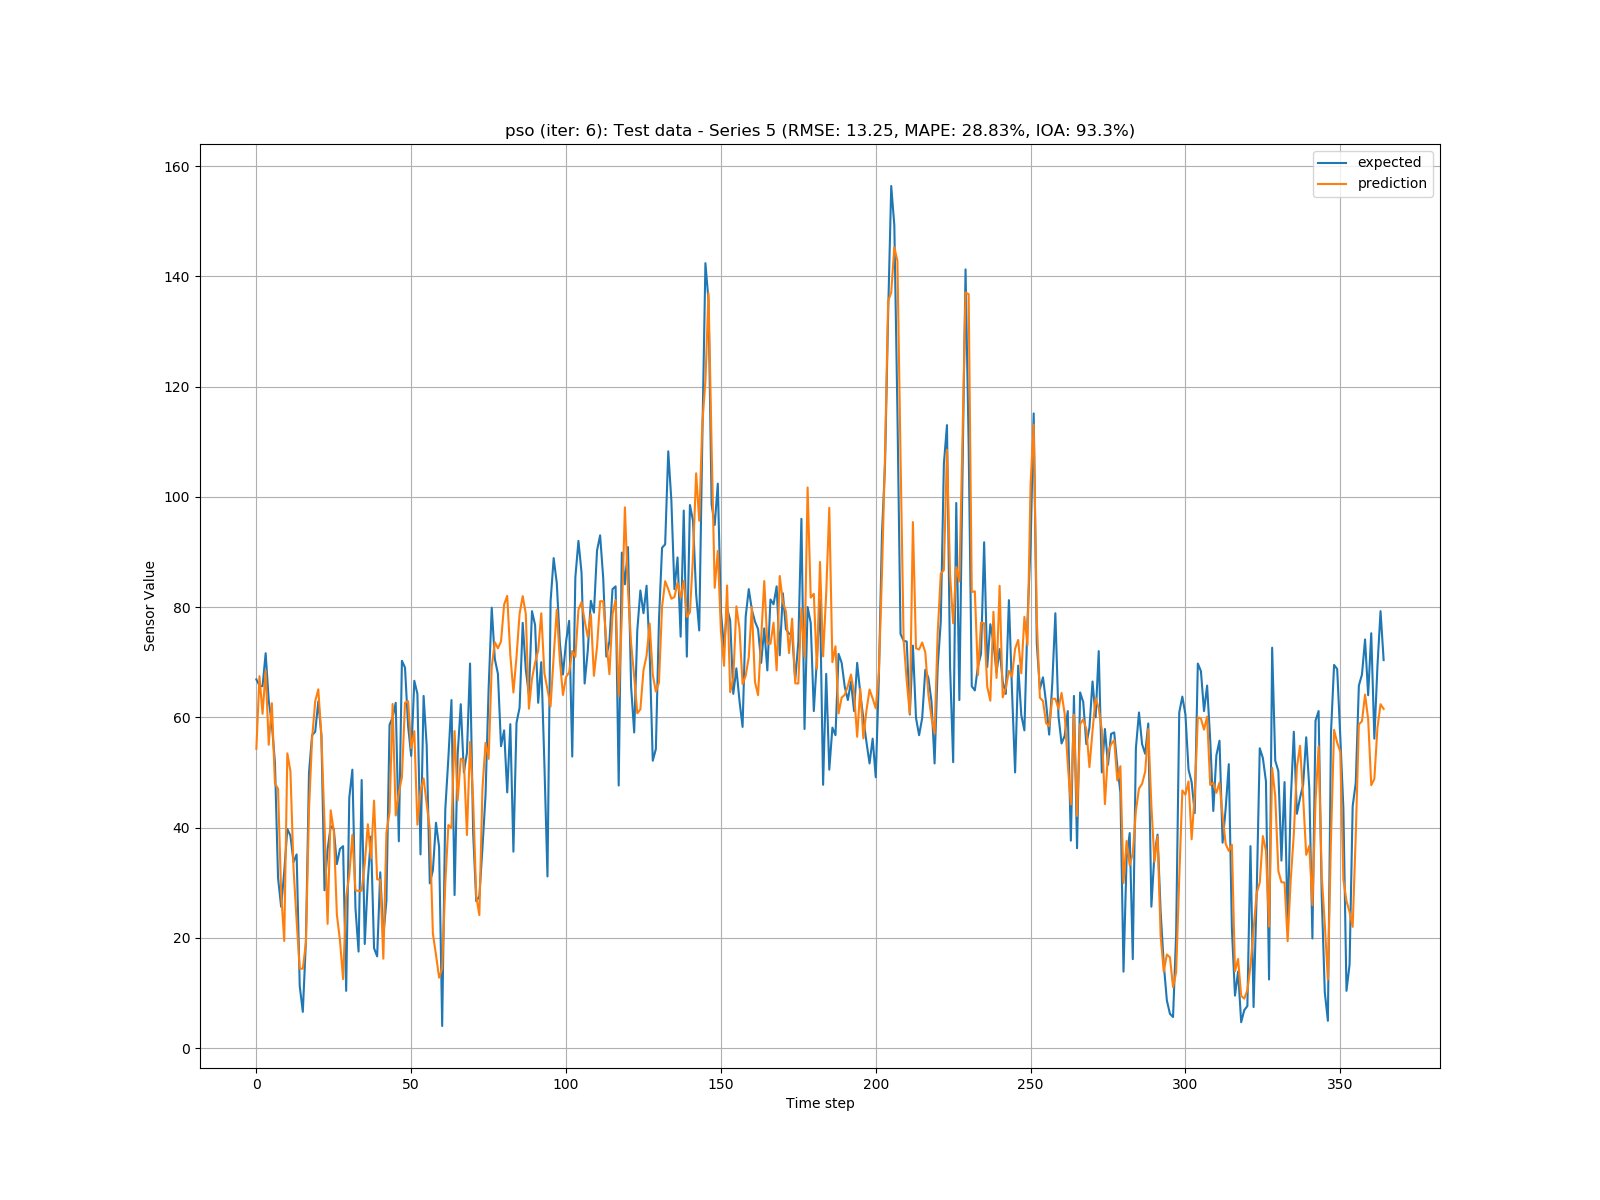 pso (iter: 6): Test data - Series 5 (RMSE: 13.25, MAPE: 28.83%, IOA: 93.3%)
expected
prediction
160
140
120
100
80
60
40
20
0
Sensor Value
0 50 100 150 200 250 300 350
Time step